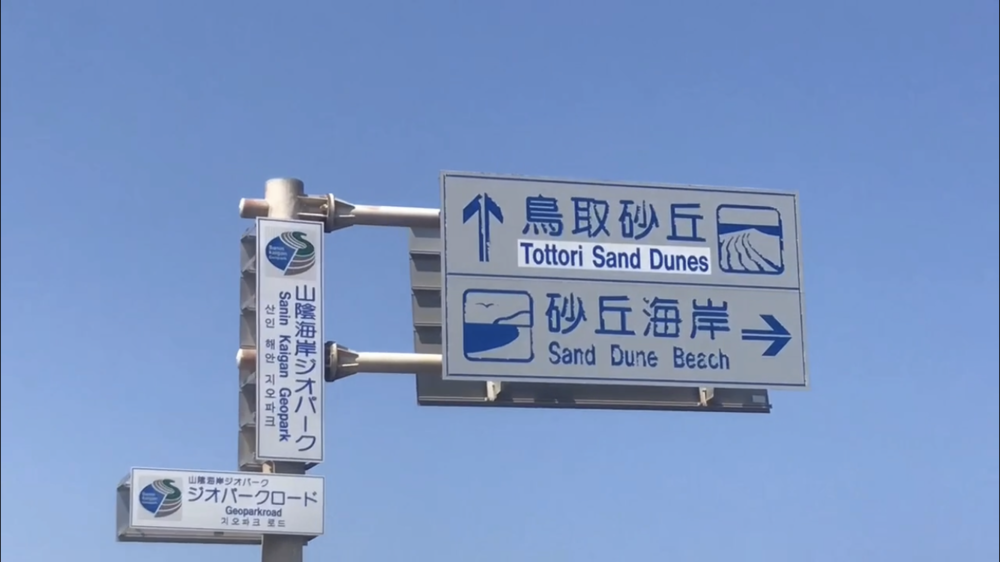 鳥取砂丘
Tottori Sand Dunes
砂丘海岸
Sand Dune Beach
山陰海岸ジオパーク
Sanin Kaigan Geopark
산인 해안 지오파크
山陰海岸ジオパーク
ジオパークロード
Geoparkroad
지오파크 로드